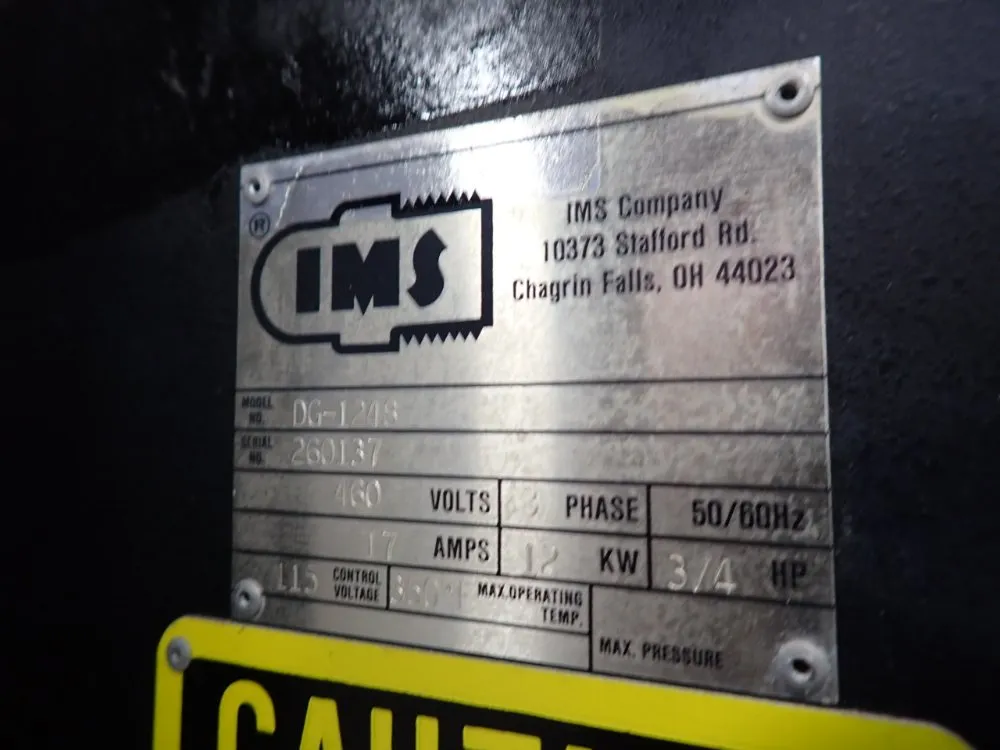 ®
IMS
IMS Company
10373 Stafford Rd.
Chagrin Falls, OH 44023
MODEL NO. DG-1248
SERIAL NO. 260137
460 VOLTS 3 PHASE 50/60Hz
17 AMPS 12 KW 3/4 HP
115 CONTROL VOLTAGE MAX.OPERATING TEMP.
MAX. PRESSURE